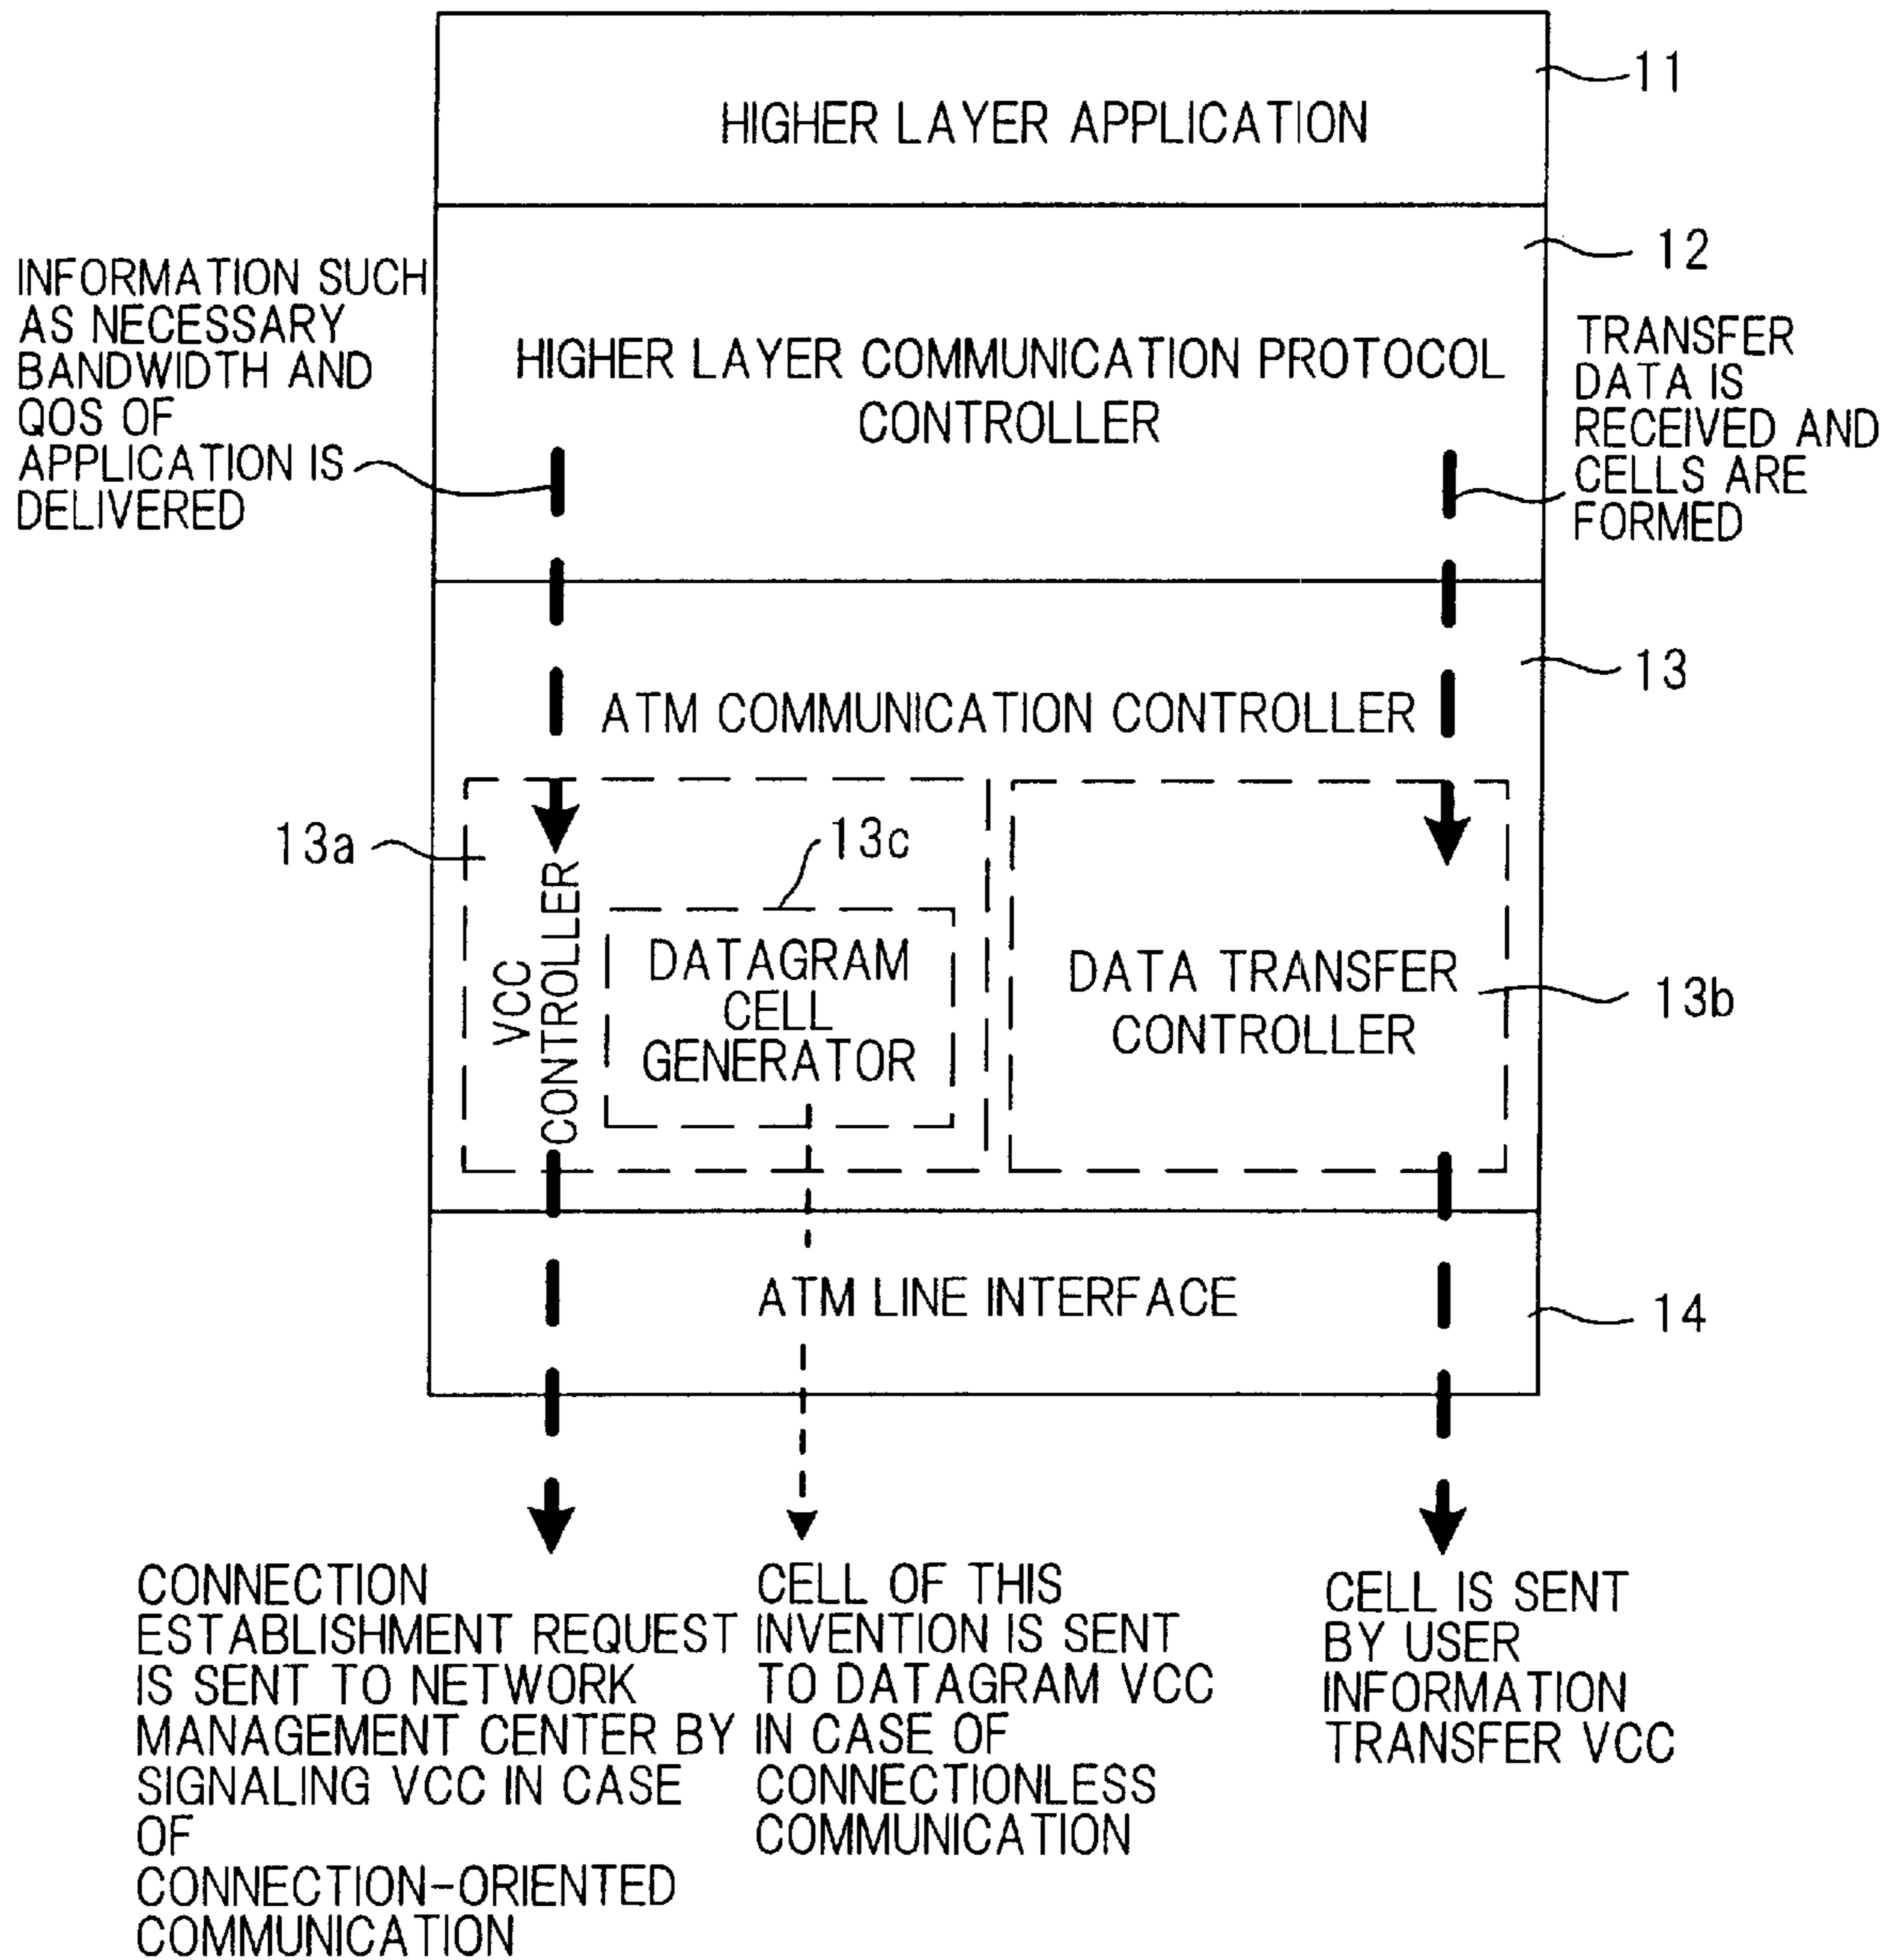 11
HIGHER LAYER APPLICATION
12
INFORMATION SUCH
AS NECESSARY
BANDWIDTH AND
QOS OF
APPLICATION IS
DELIVERED
HIGHER LAYER COMMUNICATION PROTOCOL
CONTROLLER
TRANSFER
DATA IS
RECEIVED AND
CELLS ARE
FORMED
13
ATM COMMUNICATION CONTROLLER
13a
13c
VCC
CONTROLLER
DATAGRAM
CELL
GENERATOR
DATA TRANSFER
CONTROLLER
13b
ATM LINE INTERFACE
14
CONNECTION
ESTABLISHMENT REQUEST
IS SENT TO NETWORK
MANAGEMENT CENTER BY
SIGNALING VCC IN CASE
OF
CONNECTION-ORIENTED
COMMUNICATION
CELL OF THIS
INVENTION IS SENT
TO DATAGRAM VCC
IN CASE OF
CONNECTIONLESS
COMMUNICATION
CELL IS SENT
BY USER
INFORMATION
TRANSFER VCC